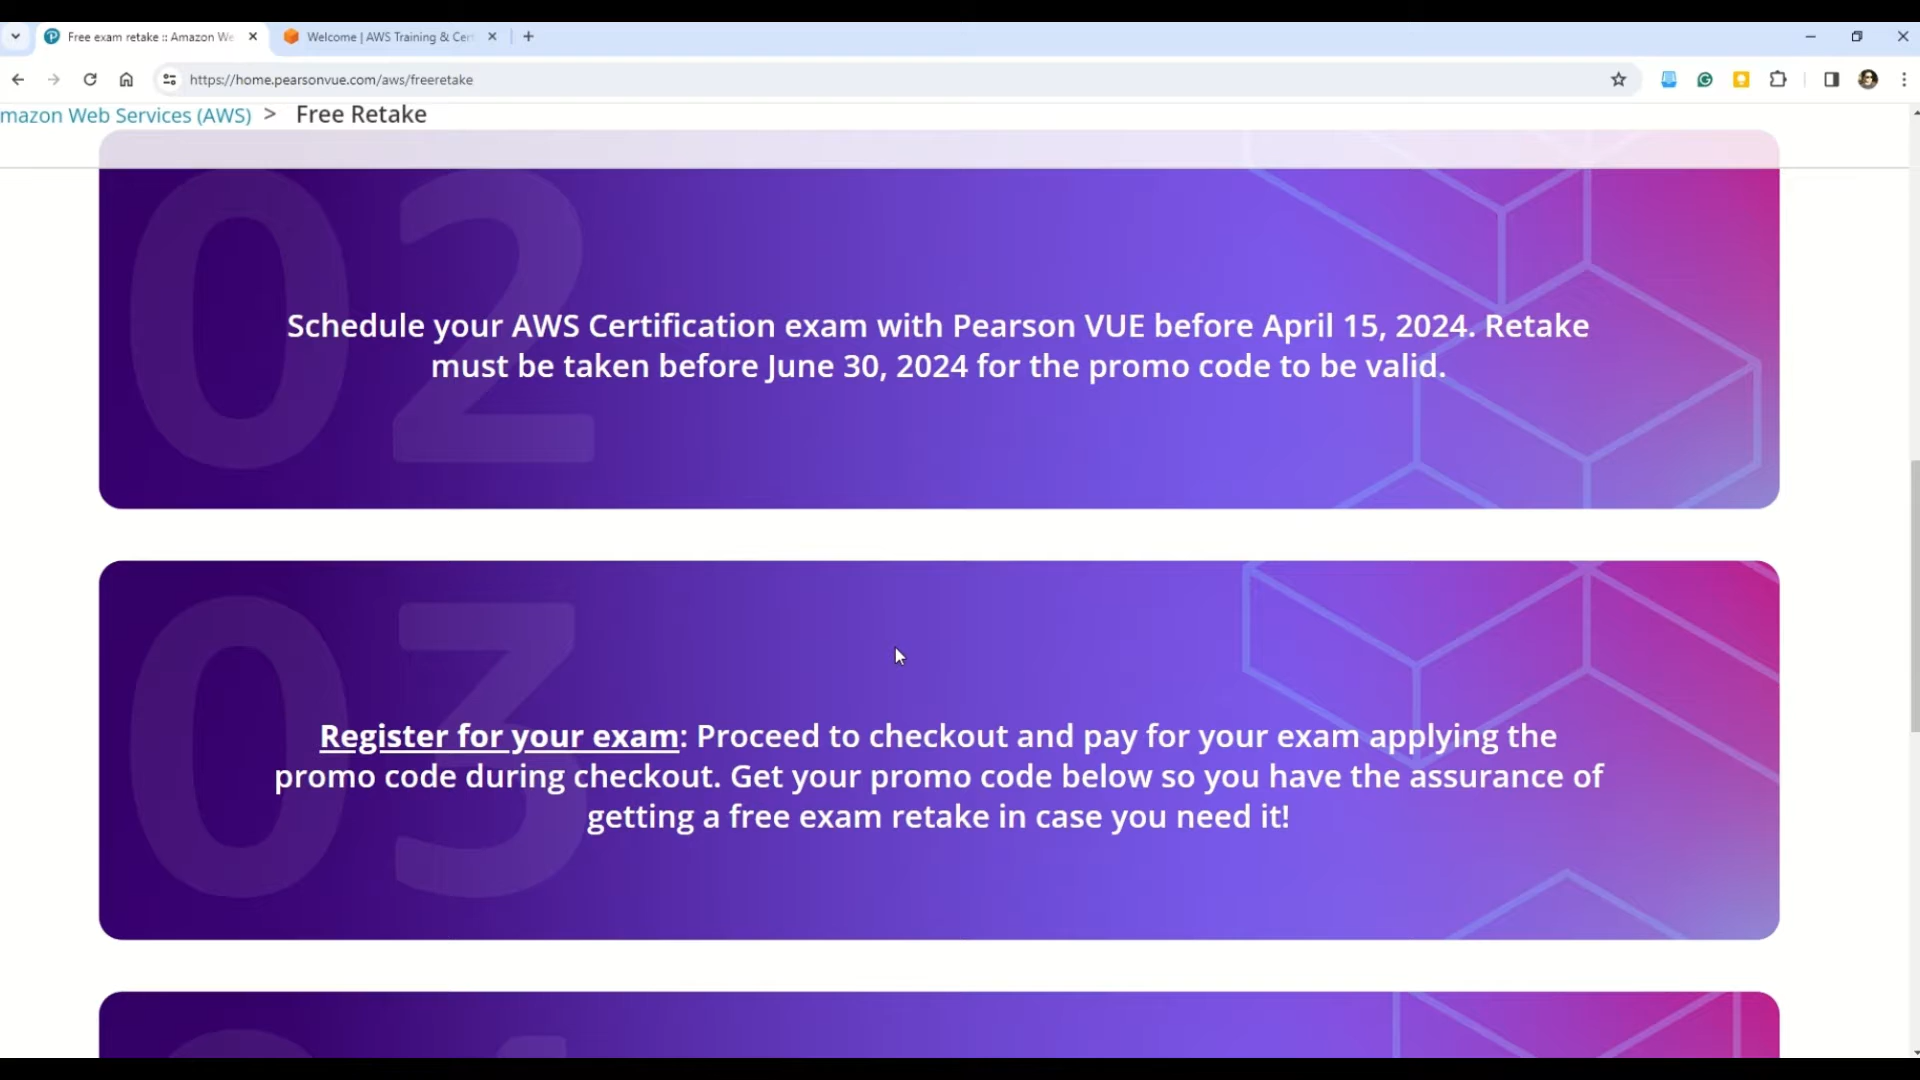 Free exam retake :: Amazon We
Welcome | AWS Training & Cer
https://home.pearsonvue.com/aws/freeretake
mazon Web Services (AWS) > Free Retake
02
Schedule your AWS Certification exam with Pearson VUE before April 15, 2024. Retake
must be taken before June 30, 2024 for the promo code to be valid.
03
Register for your exam: Proceed to checkout and pay for your exam applying the
promo code during checkout. Get your promo code below so you have the assurance of
getting a free exam retake in case you need it!